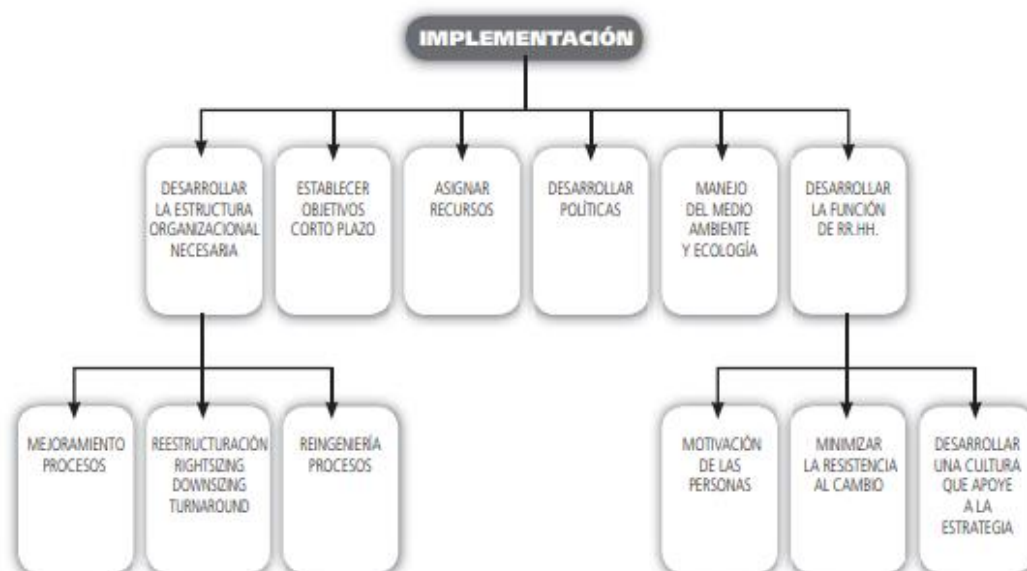 IMPLEMENTACIÓN
DESARROLLAR
LA ESTRUCTURA
ORGANIZACIONAL
NECESARIA
ESTABLECER
OBJETIVOS
CORTO PLAZO
ASIGNAR
RECURSOS
DESARROLLAR
POLÍTICAS
MANEJO
DEL MEDIO
AMBIENTE
Y ECOLOGÍA
DESARROLLAR
LA FUNCIÓN
DE RR.HH.
MEJORAMIENTO
PROCESOS
REESTRUCTURACIÓN
RIGHTSIZING
DOWNSIZING
TURNAROUND
REINGENIERÍA
PROCESOS
MOTIVACIÓN
DE LAS
PERSONAS
MINIMIZAR
LA RESISTENCIA
AL CAMBIO
DESARROLLAR
UNA CULTURA
QUE APOYE
A LA
ESTRATEGIA